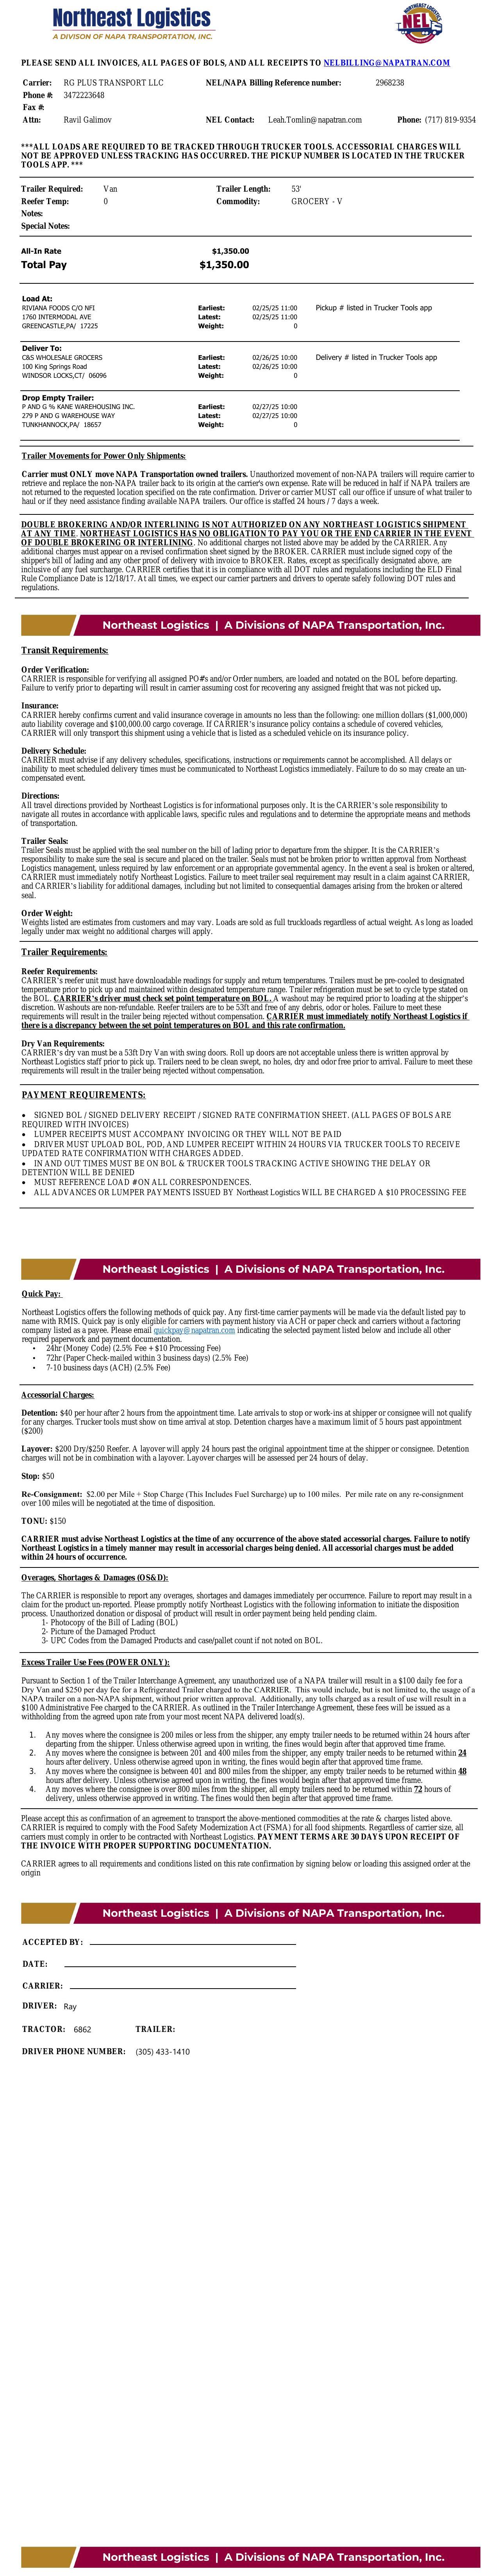 Northeast Logistics
A DIVISON OF NAPA TRANSPORTATION, INC.
NORTHEAST LOGISTICS
NEL
PLEASE SEND ALL INVOICES, ALL PAGES OF BOLS, AND ALL RECEIPTS TO NELBILLING@NAPATRAN.COM
Carrier: RG PLUS TRANSPORT LLC NEL/NAPA Billing Reference number: 2968238
Phone #: 3472223648
Fax #:
Attn: Ravil Galimov NEL Contact: Leah.Tomlin@napatran.com Phone: (717) 819-9354
***ALL LOADS ARE REQUIRED TO BE TRACKED THROUGH TRUCKER TOOLS. ACCESSORIAL CHARGES WILL
NOT BE APPROVED UNLESS TRACKING HAS OCCURRED. THE PICKUP NUMBER IS LOCATED IN THE TRUCKER
TOOLS APP. ***
Trailer Required: Van Trailer Length: 53'
Reefer Temp: 0 Commodity: GROCERY - V
Notes:
Special Notes:
All-In Rate $1,350.00
Total Pay $1,350.00
Load At:
RIVIANA FOODS C/O NFI Earliest: 02/25/25 11:00 Pickup # listed in Trucker Tools app
1760 INTERMODAL AVE Latest: 02/25/25 11:00
GREENCASTLE,PA/ 17225 Weight: 0
Deliver To:
C&S WHOLESALE GROCERS Earliest: 02/26/25 10:00 Delivery # listed in Trucker Tools app
100 King Springs Road Latest: 02/26/25 10:00
WINDSOR LOCKS,CT/ 06096 Weight: 0
Drop Empty Trailer:
P AND G % KANE WAREHOUSING INC. Earliest: 02/27/25 10:00
279 P AND G WAREHOUSE WAY Latest: 02/27/25 10:00
TUNKHANNOCK,PA/ 18657 Weight: 0
Trailer Movements for Power Only Shipments:
Carrier must ONLY move NAPA Transportation owned trailers. Unauthorized movement of non-NAPA trailers will require carrier to
retrieve and replace the non-NAPA trailer back to its origin at the carrier's own expense. Rate will be reduced in half if NAPA trailers are
not returned to the requested location specified on the rate confirmation. Driver or carrier MUST call our office if unsure of what trailer to
haul or if they need assistance finding available NAPA trailers. Our office is staffed 24 hours / 7 days a week.
DOUBLE BROKERING AND/OR INTERLINING IS NOT AUTHORIZED ON ANY NORTHEAST LOGISTICS SHIPMENT
AT ANY TIME. NORTHEAST LOGISTICS HAS NO OBLIGATION TO PAY YOU OR THE END CARRIER IN THE EVENT
OF DOUBLE BROKERING OR INTERLINING. No additional charges not listed above may be added by the CARRIER. Any
additional charges must appear on a revised confirmation sheet signed by the BROKER. CARRIER must include signed copy of the
shipper's bill of lading and any other proof of delivery with invoice to BROKER. Rates, except as specifically designated above, are
inclusive of any fuel surcharge. CARRIER certifies that it is in compliance with all DOT rules and regulations including the ELD Final
Rule Compliance Date is 12/18/17. At all times, we expect our carrier partners and drivers to operate safely following DOT rules and
regulations.
Northeast Logistics | A Divisions of NAPA Transportation, Inc.
Transit Requirements:
Order Verification:
CARRIER is responsible for verifying all assigned PO#'s and/or Order numbers, are loaded and notated on the BOL before departing.
Failure to verify prior to departing will result in carrier assuming cost for recovering any assigned freight that was not picked up.
Insurance:
CARRIER hereby confirms current and valid insurance coverage in amounts no less than the following: one million dollars ($1,000,000)
auto liability coverage and $100,000.00 cargo coverage. If CARRIER's insurance policy contains a schedule of covered vehicles,
CARRIER will only transport this shipment using a vehicle that is listed as a scheduled vehicle on its insurance policy.
Delivery Schedule:
CARRIER must advise if any delivery schedules, specifications, instructions or requirements cannot be accomplished. All delays or
inability to meet scheduled delivery times must be communicated to Northeast Logistics immediately. Failure to do so may create an un-
compensated event.
Directions:
All travel directions provided by Northeast Logistics is for informational purposes only. It is the CARRIER's sole responsibility to
navigate all routes in accordance with applicable laws, specific rules and regulations and to determine the appropriate means and methods
of transportation.
Trailer Seals:
Trailer Seals must be applied with the seal number on the bill of lading prior to departure from the shipper. It is the CARRIER's
responsibility to make sure the seal is secure and placed on the trailer. Seals must not be broken prior to written approval from Northeast
Logistics management, unless required by law enforcement or an appropriate governmental agency. In the event a seal is broken or altered,
CARRIER must immediately notify Northeast Logistics. Failure to meet trailer seal requirement may result in a claim against CARRIER,
and CARRIER's liability for additional damages, including but not limited to consequential damages arising from the broken or altered
seal.
Order Weight:
Weights listed are estimates from customers and may vary. Loads are sold as full truckloads regardless of actual weight. As long as loaded
legally under max weight no additional charges will apply.
Trailer Requirements:
Reefer Requirements:
CARRIER's reefer unit must have downloadable readings for supply and return temperatures. Trailers must be pre-cooled to designated
temperature prior to pick up and maintained within designated temperature range. Trailer refrigeration must be set to cycle type stated on
the BOL. CARRIER's driver must check set point temperature on BOL. A washout may be required prior to loading at the shipper's
discretion. Washouts are non-refundable. Reefer trailers are to be 53ft and free of any debris, odor or holes. Failure to meet these
requirements will result in the trailer being rejected without compensation. CARRIER must immediately notify Northeast Logistics if
there is a discrepancy between the set point temperatures on BOL and this rate confirmation.
Dry Van Requirements:
CARRIER's dry van must be a 53ft Dry Van with swing doors. Roll up doors are not acceptable unless there is written approval by
Northeast Logistics staff prior to pick up. Trailers need to be clean swept, no holes, dry and odor free prior to arrival. Failure to meet these
requirements will result in the trailer being rejected without compensation.
PAYMENT REQUIREMENTS:
• SIGNED BOL / SIGNED DELIVERY RECEIPT / SIGNED RATE CONFIRMATION SHEET. (ALL PAGES OF BOLS ARE
REQUIRED WITH INVOICES)
• LUMPER RECEIPTS MUST ACCOMPANY INVOICING OR THEY WILL NOT BE PAID
• DRIVER MUST UPLOAD BOL, POD, AND LUMPER RECEIPT WITHIN 24 HOURS VIA TRUCKER TOOLS TO RECEIVE
UPDATED RATE CONFIRMATION WITH CHARGES ADDED.
• IN AND OUT TIMES MUST BE ON BOL & TRUCKER TOOLS TRACKING ACTIVE SHOWING THE DELAY OR
DETENTION WILL BE DENIED
• MUST REFERENCE LOAD # ON ALL CORRESPONDENCES.
• ALL ADVANCES OR LUMPER PAYMENTS ISSUED BY Northeast Logistics WILL BE CHARGED A $10 PROCESSING FEE
Northeast Logistics | A Divisions of NAPA Transportation, Inc.
Quick Pay:
Northeast Logistics offers the following methods of quick pay. Any first-time carrier payments will be made via the default listed pay to
name with RMIS. Quick pay is only eligible for carriers with payment history via ACH or paper check and carriers without a factoring
company listed as a payee. Please email quickpay@napatran.com indicating the selected payment listed below and include all other
required paperwork and payment documentation.
• 24hr (Money Code) (2.5% Fee + $10 Processing Fee)
• 72hr (Paper Check-mailed within 3 business days) (2.5% Fee)
• 7-10 business days (ACH) (2.5% Fee)
Accessorial Charges:
Detention: $40 per hour after 2 hours from the appointment time. Late arrivals to stop or work-ins at shipper or consignee will not qualify
for any charges. Trucker tools must show on time arrival at stop. Detention charges have a maximum limit of 5 hours past appointment
($200)
Layover: $200 Dry/$250 Reefer. A layover will apply 24 hours past the original appointment time at the shipper or consignee. Detention
charges will not be in combination with a layover. Layover charges will be assessed per 24 hours of delay.
Stop: $50
Re-Consignment: $2.00 per Mile + Stop Charge (This Includes Fuel Surcharge) up to 100 miles. Per mile rate on any re-consignment
over 100 miles will be negotiated at the time of disposition.
TONU: $150
CARRIER must advise Northeast Logistics at the time of any occurrence of the above stated accessorial charges. Failure to notify
Northeast Logistics in a timely manner may result in accessorial charges being denied. All accessorial charges must be added
within 24 hours of occurrence.
Overages, Shortages & Damages (OS&D):
The CARRIER is responsible to report any overages, shortages and damages immediately per occurrence. Failure to report may result in a
claim for the product un-reported. Please promptly notify Northeast Logistics with the following information to initiate the disposition
process. Unauthorized donation or disposal of product will result in order payment being held pending claim.
1- Photocopy of the Bill of Lading (BOL)
2- Picture of the Damaged Product
3- UPC Codes from the Damaged Products and case/pallet count if not noted on BOL.
Excess Trailer Use Fees (POWER ONLY):
Pursuant to Section 1 of the Trailer Interchange Agreement, any unauthorized use of a NAPA trailer will result in a $100 daily fee for a
Dry Van and $250 per day fee for a Refrigerated Trailer charged to the CARRIER. This would include, but is not limited to, the usage of a
NAPA trailer on a non-NAPA shipment, without prior written approval. Additionally, any tolls charged as a result of use will result in a
$100 Administrative Fee charged to the CARRIER. As outlined in the Trailer Interchange Agreement, these fees will be issued as a
withholding from the agreed upon rate from your most recent NAPA delivered load(s).
1. Any moves where the consignee is 200 miles or less from the shipper, any empty trailer needs to be returned within 24 hours after
departing from the shipper. Unless otherwise agreed upon in writing, the fines would begin after that approved time frame.
2. Any moves where the consignee is between 201 and 400 miles from the shipper, any empty trailer needs to be returned within 24
hours after delivery. Unless otherwise agreed upon in writing, the fines would begin after that approved time frame.
3. Any moves where the consignee is between 401 and 800 miles from the shipper, any empty trailer needs to be returned within 48
hours after delivery. Unless otherwise agreed upon in writing, the fines would begin after that approved time frame.
4. Any moves where the consignee is over 800 miles from the shipper, all empty trailers need to be returned within 72 hours of
delivery, unless otherwise approved in writing. The fines would then begin after that approved time frame.
Please accept this as confirmation of an agreement to transport the above-mentioned commodities at the rate & charges listed above.
CARRIER is required to comply with the Food Safety Modernization Act (FSMA) for all food shipments. Regardless of carrier size, all
carriers must comply in order to be contracted with Northeast Logistics. PAYMENT TERMS ARE 30 DAYS UPON RECEIPT OF
THE INVOICE WITH PROPER SUPPORTING DOCUMENTATION.
CARRIER agrees to all requirements and conditions listed on this rate confirmation by signing below or loading this assigned order at the
origin
Northeast Logistics | A Divisions of NAPA Transportation, Inc.
ACCEPTED BY:
DATE:
CARRIER:
DRIVER: Ray
TRACTOR: 6862 TRAILER:
DRIVER PHONE NUMBER: (305) 433-1410
Northeast Logistics | A Divisions of NAPA Transportation, Inc.